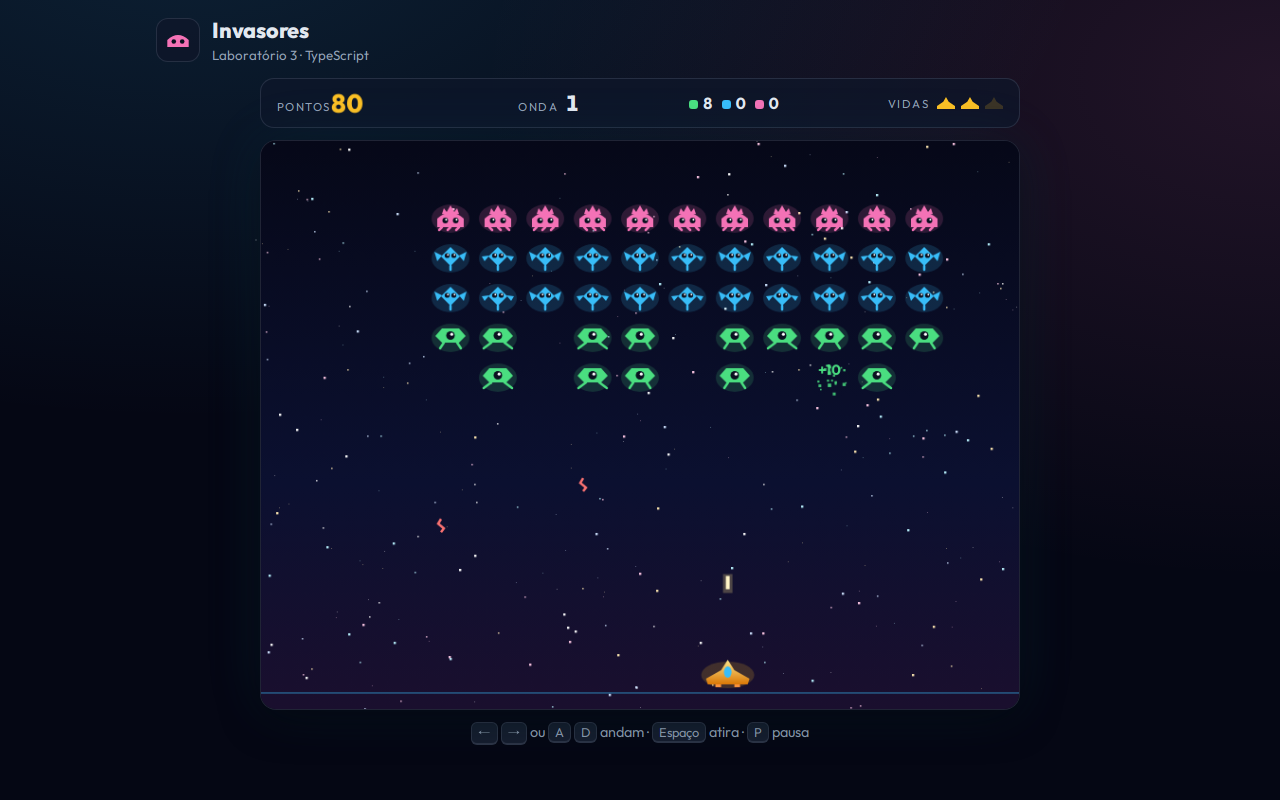 Invasores
Laboratório 3 · TypeScript
PONTOS 80 ONDA 1 8 0 0 VIDAS
+10
← → ou A D andam · Espaço atira · P pausa